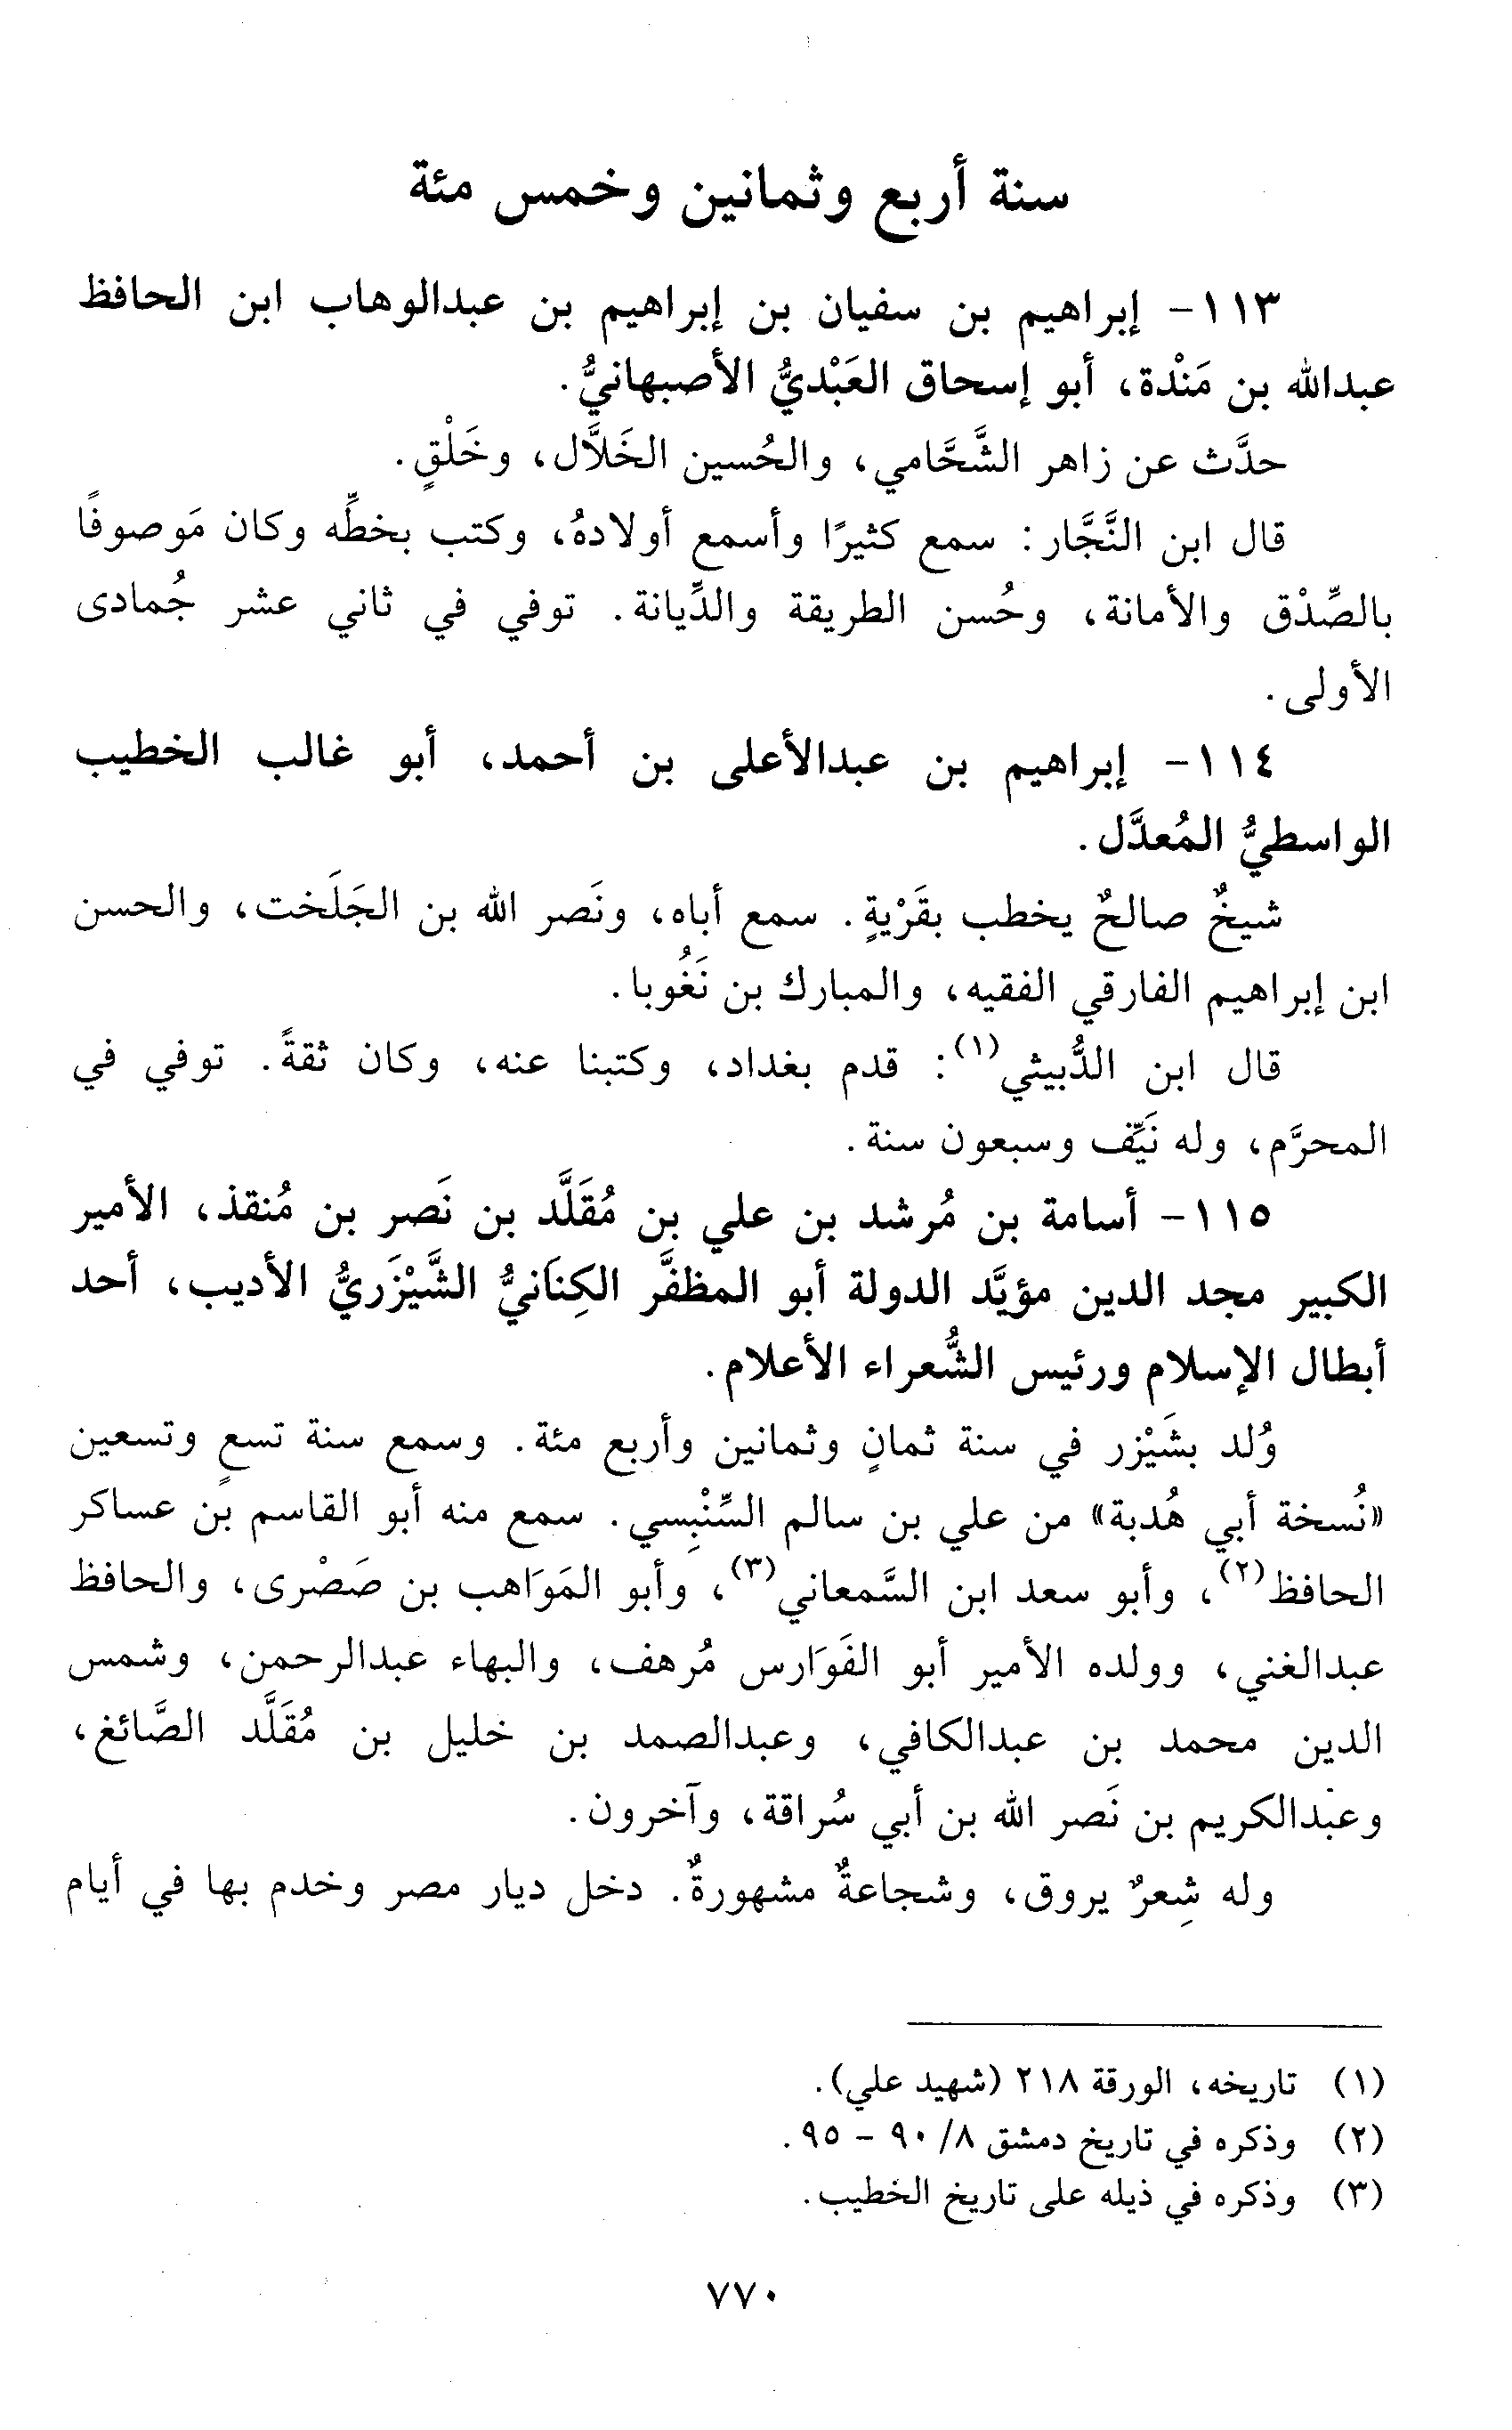 سنة أربع وثمانين وخمس مئة
١١٣- إبراهيم بن سفيان بن إبراهيم بن عبدالوهاب ابن الحافظ
عبدالله بن مَنْدة، أبو إسحاق العَبْديُّ الأصبهانيُّ.
حدَّث عن زاهر الشَّحَّامي، والحُسين الخَلاَّل، وخَلْقٍ.
قال ابن النَّجَّار: سمع كثيرًا وأسمع أولادهُ، وكتب بخطِّه وكان مَوصوفًا
بالصِّدْق والأمانة، وحُسن الطريقة والدِّيانة. توفي في ثاني عشر جُمادى
الأولى.
١١٤- إبراهيم بن عبدالأعلى بن أحمد، أبو غالب الخطيب
الواسطيُّ المُعدَّل.
شيخٌ صالحٌ يخطب بقَرْيةٍ. سمع أباه، ونَصر الله بن الجَلَخت، والحسن
ابن إبراهيم الفارقي الفقيه، والمبارك بن نَغُوبا.
قال ابن الدُّبيثي(١): قدم بغداد، وكتبنا عنه، وكان ثقةً. توفي في
المحرَّم، وله نَيِّف وسبعون سنة.
١١٥- أسامة بن مُرشد بن علي بن مُقَلَّد بن نَصر بن مُنقذ، الأمير
الكبير مجد الدين مؤيَّد الدولة أبو المظفَّر الكِنَانيُّ الشَّيْزَريُّ الأديب، أحد
أبطال الإسلام ورئيس الشُّعراء الأعلام.
وُلد بشَيْزر في سنة ثمانٍ وثمانين وأربع مئة. وسمع سنة تسعٍ وتسعين
«نُسخة أبي هُدبة» من علي بن سالم السِّنْبِسي. سمع منه أبو القاسم بن عساكر
الحافظ(٢)، وأبو سعد ابن السَّمعاني(٣)، وأبو المَوَاهب بن صَصْرى، والحافظ
عبدالغني، وولده الأمير أبو الفَوَارس مُرهف، والبهاء عبدالرحمن، وشمس
الدين محمد بن عبدالكافي، وعبدالصمد بن خليل بن مُقَلَّد الصَّائغ،
وعبدالكريم بن نَصر الله بن أبي سُراقة، وآخرون.
وله شِعرٌ يروق، وشجاعةٌ مشهورةٌ. دخل ديار مصر وخدم بها في أيام
(١) تاريخه، الورقة ٢١٨ (شهيد علي).
(٢) وذكره في تاريخ دمشق ٨/ ٩٠ - ٩٥.
(٣) وذكره في ذيله على تاريخ الخطيب.
٧٧٠